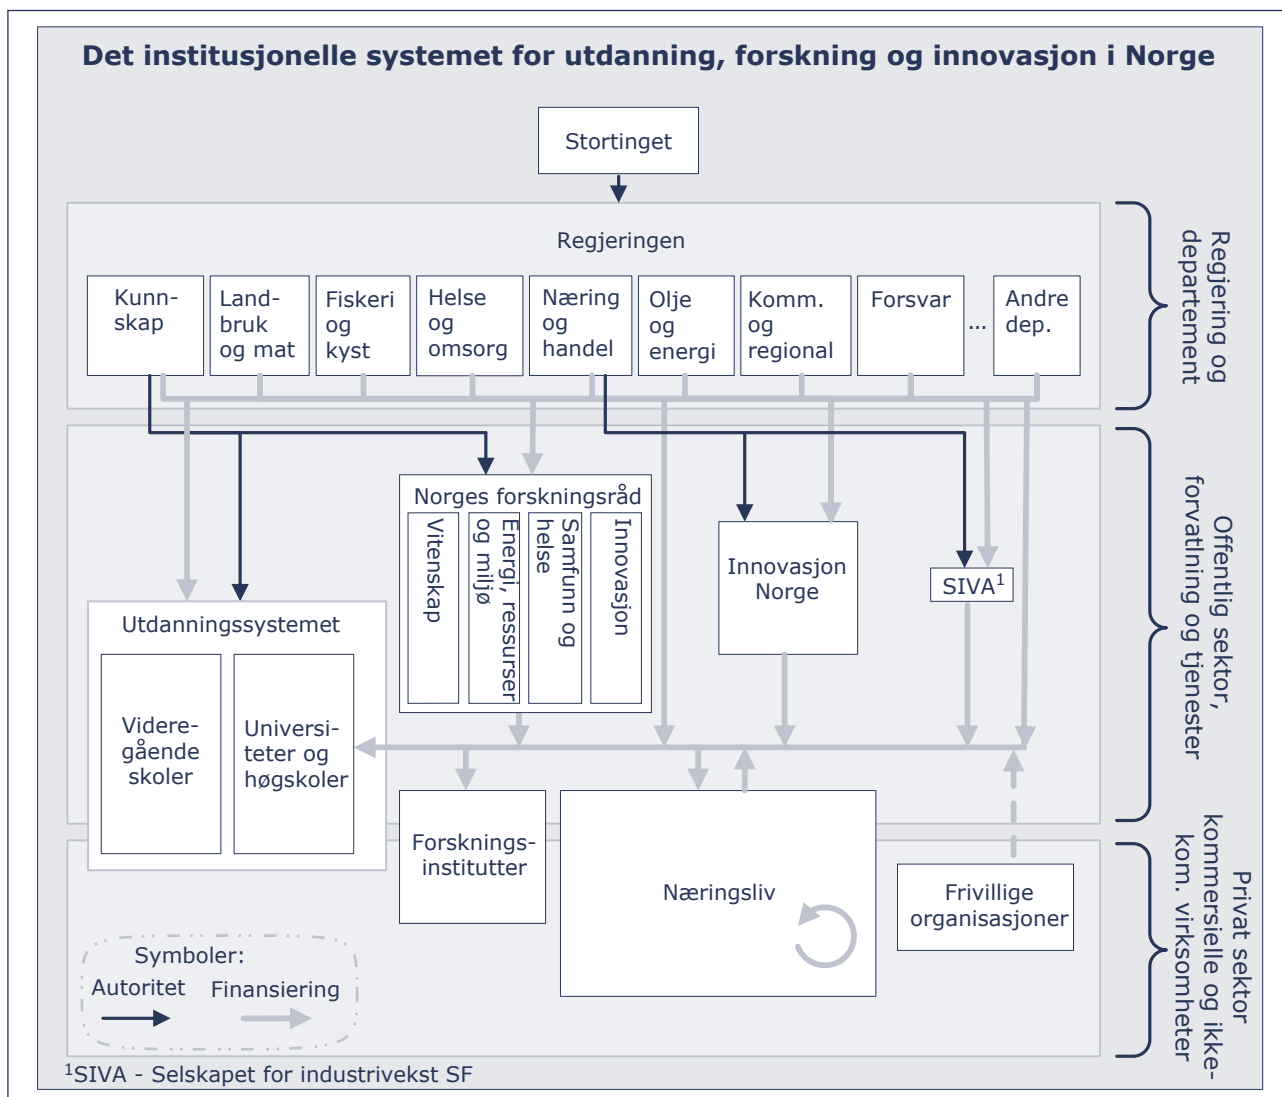 Det institusjonelle systemet for utdanning, forskning og innovasjon i Norge
Stortinget
Regjeringen
Kunn-
skap
Land-
bruk
og mat
Fiskeri
og
kyst
Helse
og
omsorg
Næring
og
handel
Olje
og
energi
Komm.
og
regional
Forsvar
...
Andre
dep.
Regjering og
departement
Norges forskningsråd
Vitenskap
Energi, ressurser
og miljø
Samfunn og
helse
Innovasjon
Innovasjon
Norge
SIVA¹
Utdanningssystemet
Videre-
gående
skoler
Universi-
teter og
høgskoler
Offentlig sektor,
forvatlning og tjenester
Forsknings-
institutter
Næringsliv
Frivillige
organisasjoner
Privat sektor
kommersielle og ikke-
kom. virksomheter
Symboler:
Autoritet
Finansiering
¹SIVA - Selskapet for industrivekst SF